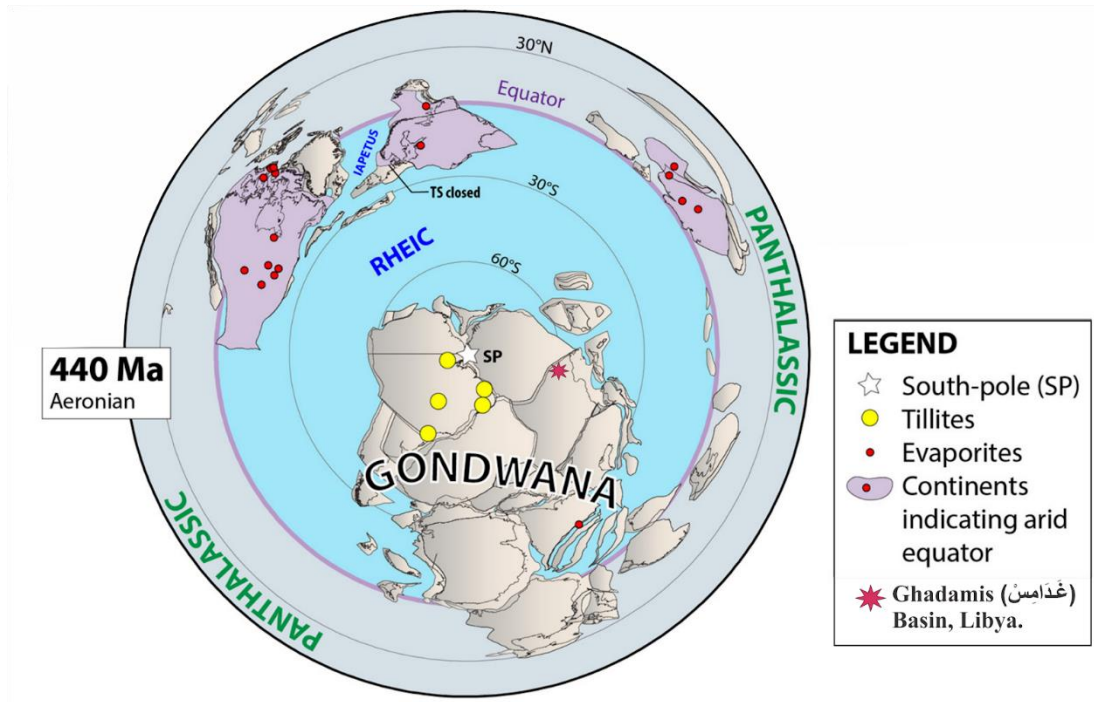 30°N
Equator
IAPETUS
TS closed
30°S
RHEIC
60°S
PANTHALASSIC
SP
GONDWANA
PANTHALASSIC
440 Ma
Aeronian
LEGEND
South-pole (SP)
Tillites
Evaporites
Continents
indicating arid
equator
Ghadamis (غَدَامِسْ)
Basin, Libya.